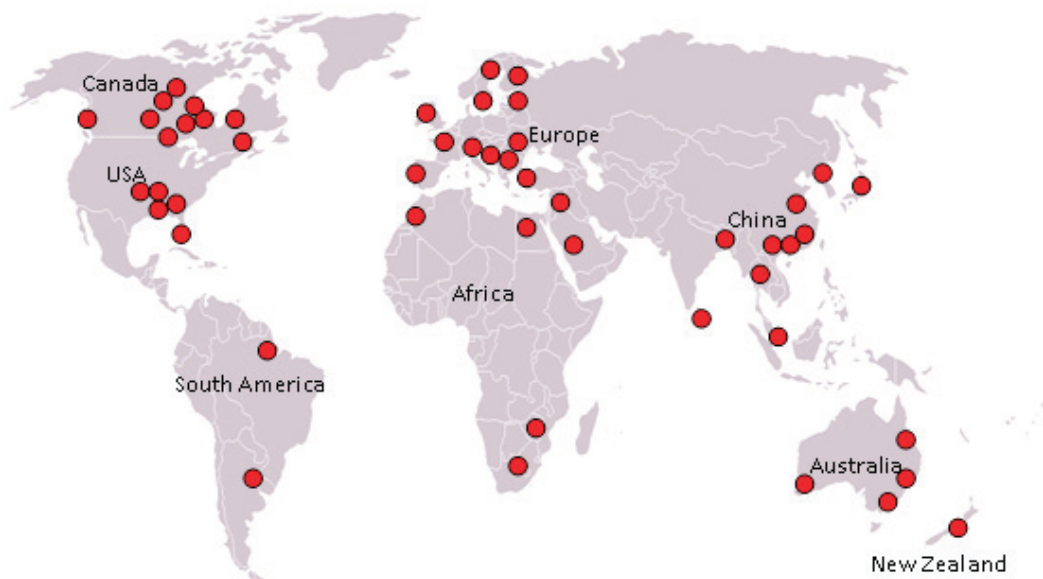 Canada
Europe
USA
China
Africa
South America
Australia
New Zealand